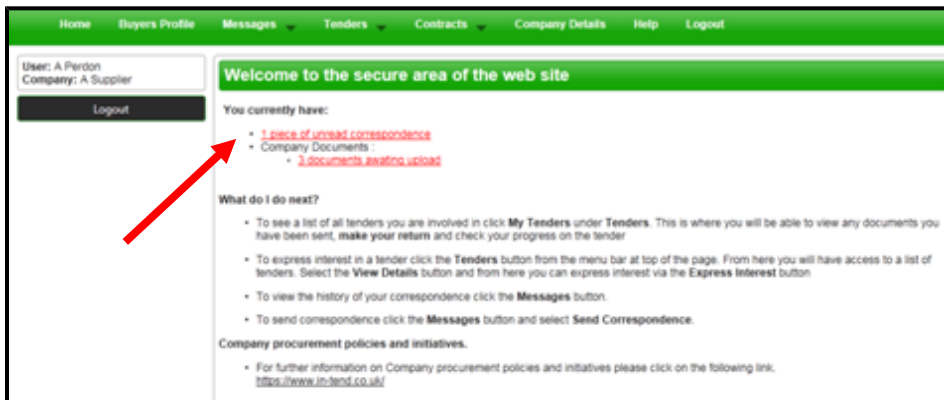 Home Buyers Profile Messages Tenders Contracts Company Details Help Logout
User: A Perdon
Company: A Supplier
Logout
Welcome to the secure area of the web site
You currently have:
1 piece of unread correspondence
Company Documents :
3 documents awaiting upload
What do I do next?
To see a list of all tenders you are involved in click My Tenders under Tenders. This is where you will be able to view any documents you
have been sent, make your return and check your progress on the tender
To express interest in a tender click the Tenders button from the menu bar at top of the page. From here you will have access to a list of
tenders. Select the View Details button and from here you can express interest via the Express Interest button
To view the history of your correspondence click the Messages button.
To send correspondence click the Messages button and select Send Correspondence.
Company procurement policies and initiatives.
For further information on Company procurement policies and initiatives please click on the following link.
https://www.in-tend.co.uk/